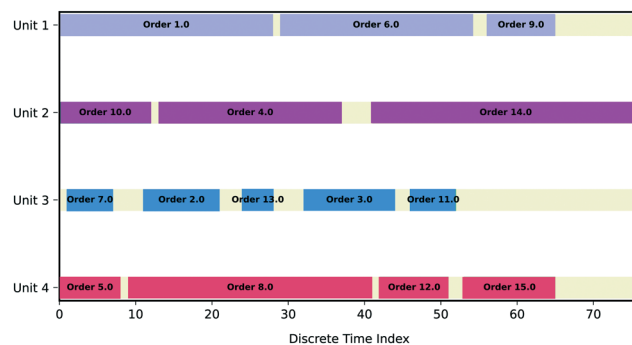 Unit 1
Order 1.0 Order 6.0 Order 9.0
Unit 2
Order 10.0 Order 4.0 Order 14.0
Unit 3
Order 7.0 Order 2.0 Order 13.0 Order 3.0 Order 11.0
Unit 4
Order 5.0 Order 8.0 Order 12.0 Order 15.0
0 10 20 30 40 50 60 70
Discrete Time Index